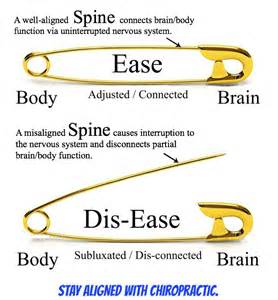 A well-aligned Spine connects brain/body
function via uninterrupted nervous system.
Ease
Body Adjusted / Connected Brain
A misaligned Spine causes interruption to
the nervous system and disconnects partial
brain/body function.
Dis-Ease
Body Subluxated / Dis-connected Brain
STAY ALIGNED WITH CHIROPRACTIC.